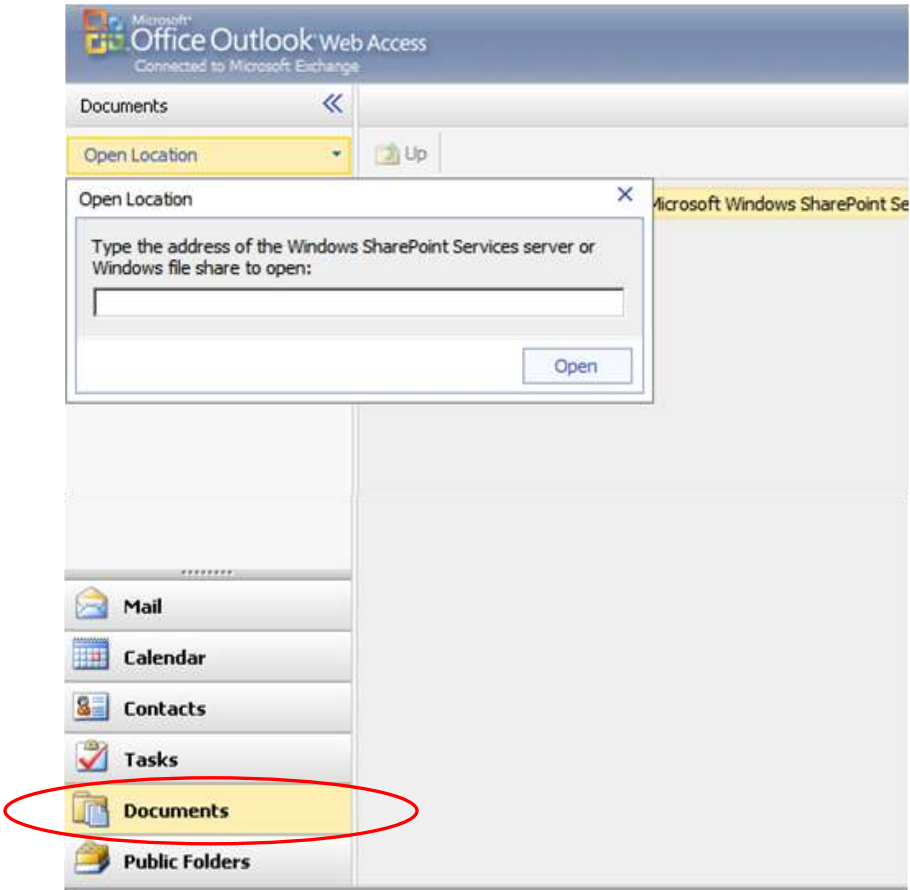 Microsoft
Office Outlook Web Access
Connected to Microsoft Exchange
Documents
Open Location
Up
Open Location
Microsoft Windows SharePoint Se
Type the address of the Windows SharePoint Services server or
Windows file share to open:
Open
Mail
Calendar
Contacts
Tasks
Documents
Public Folders